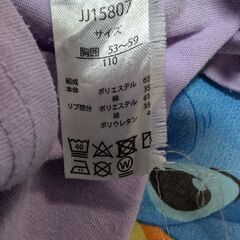 JJ15807
サイズ
胸囲 53～59
110
組成
本体 ポリエステル 65
綿 35
リブ部分 綿 61
ポリエステル 35
ポリウレタン 4
40
W